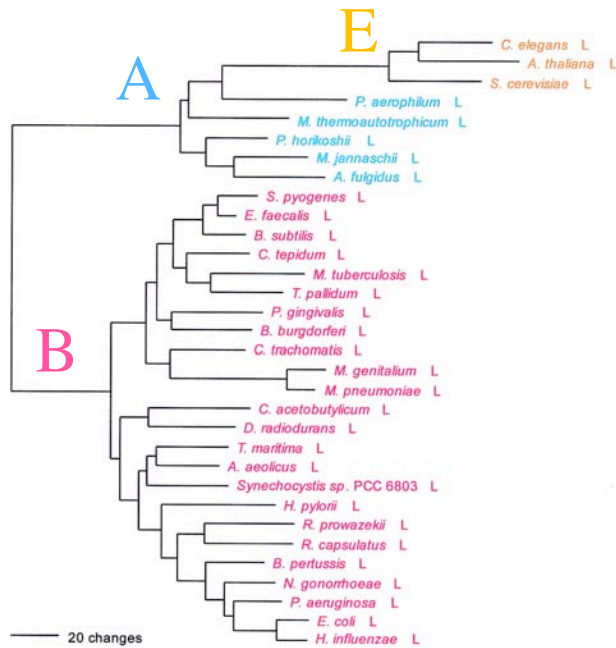 E
C. elegans L
A. thaliana L
A
S. cerevisiae L
P. aerophilum L
M. thermoautotrophicum L
P. horikoshii L
M. jannaschii L
A. fulgidus L
S. pyogenes L
E. faecalis L
B. subtilis L
C. tepidum L
M. tuberculosis L
T. pallidum L
P. gingivalis L
B. burgdorferi L
B
C. trachomatis L
M. genitalium L
M. pneumoniae L
C. acetobutylicum L
D. radiodurans L
T. maritima L
A. aeolicus L
Synechocystis sp. PCC 6803 L
H. pylorii L
R. prowazekii L
R. capsulatus L
B. pertussis L
N. gonorrhoeae L
P. aeruginosa L
E. coli L
H. influenzae L
20 changes